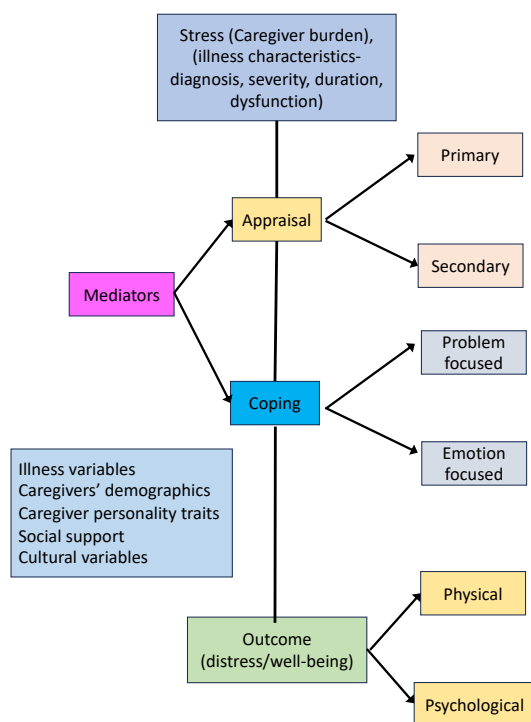 Stress (Caregiver burden),
(illness characteristics-
diagnosis, severity, duration,
dysfunction)
Primary
Appraisal
Secondary
Mediators
Problem
focused
Coping
Emotion
focused
Illness variables
Caregivers’ demographics
Caregiver personality traits
Social support
Cultural variables
Physical
Outcome
(distress/well-being)
Psychological